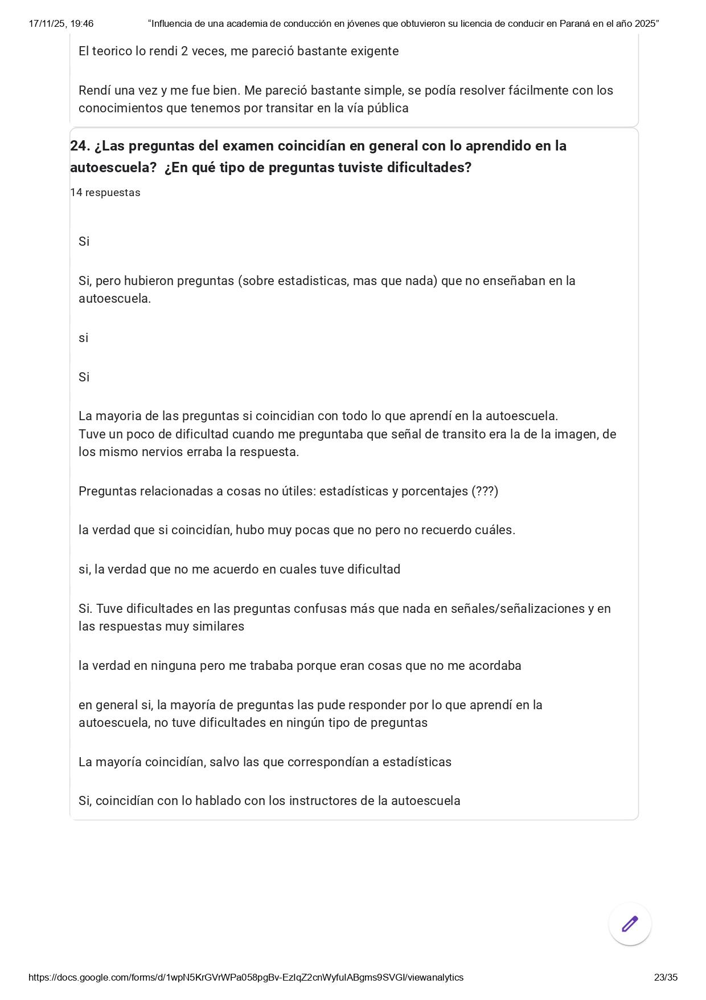 17/11/25, 19:46
“Influencia de una academia de conducción en jóvenes que obtuvieron su licencia de conducir en Paraná en el año 2025”
El teorico lo rendi 2 veces, me pareció bastante exigente
Rendí una vez y me fue bien. Me pareció bastante simple, se podía resolver fácilmente con los
conocimientos que tenemos por transitar en la vía pública
24. ¿Las preguntas del examen coincidían en general con lo aprendido en la
autoescuela?  ¿En qué tipo de preguntas tuviste dificultades?
14 respuestas
Si
Si, pero hubieron preguntas (sobre estadisticas, mas que nada) que no enseñaban en la
autoescuela.
si
Si
La mayoria de las preguntas si coincidian con todo lo que aprendí en la autoescuela.
Tuve un poco de dificultad cuando me preguntaba que señal de transito era la de la imagen, de
los mismo nervios erraba la respuesta.
Preguntas relacionadas a cosas no útiles: estadísticas y porcentajes (???)
la verdad que si coincidían, hubo muy pocas que no pero no recuerdo cuáles.
si, la verdad que no me acuerdo en cuales tuve dificultad
Si. Tuve dificultades en las preguntas confusas más que nada en señales/señalizaciones y en
las respuestas muy similares
la verdad en ninguna pero me trababa porque eran cosas que no me acordaba
en general si, la mayoría de preguntas las pude responder por lo que aprendí en la
autoescuela, no tuve dificultades en ningún tipo de preguntas
La mayoría coincidían, salvo las que correspondían a estadísticas
Si, coincidían con lo hablado con los instructores de la autoescuela
https://docs.google.com/forms/d/1wpN5KrGVrWPa058pgBv-EzIqZ2cnWyfuIABgms9SVGI/viewanalytics
23/35